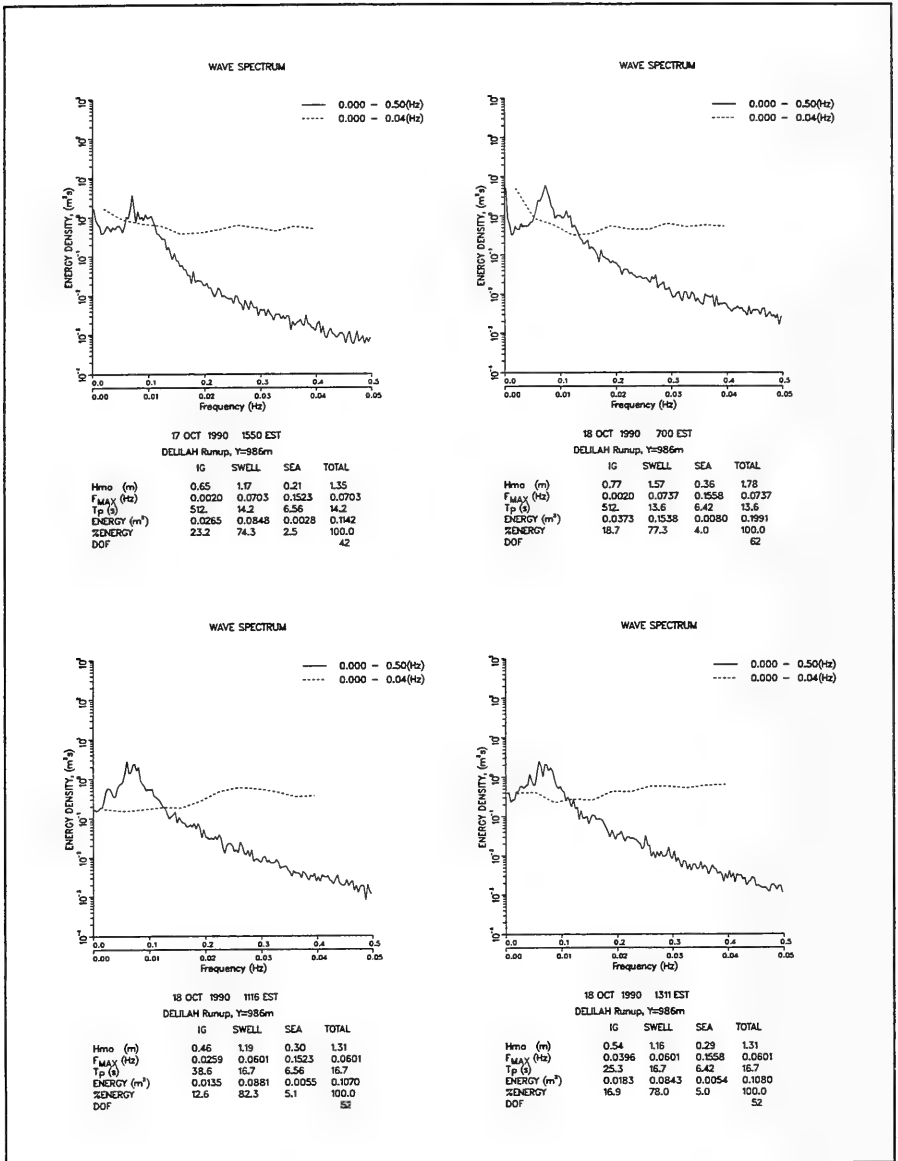 WAVE SPECTRUM
0.000 - 0.50(Hz)
0.000 - 0.04(Hz)
ENERGY DENSITY, (m²s)
0.0 0.1 0.2 0.3 0.4 0.5
0.00 0.01 0.02 0.03 0.04 0.05
Frequency (Hz)
17 OCT 1990 1550 EST
DELILAH Runup, Y=986m
IG SWELL SEA TOTAL
Hmo (m) 0.65 1.17 0.21 1.35
FMAX (Hz) 0.0020 0.0703 0.1523 0.0703
Tp (s) 512. 14.2 6.56 14.2
ENERGY (m²) 0.0265 0.0848 0.0028 0.1142
%ENERGY 23.2 74.3 2.5 100.0
DOF 42
WAVE SPECTRUM
0.000 - 0.50(Hz)
0.000 - 0.04(Hz)
ENERGY DENSITY, (m²s)
0.0 0.1 0.2 0.3 0.4 0.5
0.00 0.01 0.02 0.03 0.04 0.05
Frequency (Hz)
18 OCT 1990 700 EST
DELILAH Runup, Y=986m
IG SWELL SEA TOTAL
Hmo (m) 0.77 1.57 0.36 1.78
FMAX (Hz) 0.0020 0.0737 0.1558 0.0737
Tp (s) 512. 13.6 6.42 13.6
ENERGY (m²) 0.0373 0.1538 0.0080 0.1991
%ENERGY 18.7 77.3 4.0 100.0
DOF 62
WAVE SPECTRUM
0.000 - 0.50(Hz)
0.000 - 0.04(Hz)
ENERGY DENSITY, (m²s)
0.0 0.1 0.2 0.3 0.4 0.5
0.00 0.01 0.02 0.03 0.04 0.05
Frequency (Hz)
18 OCT 1990 1116 EST
DELILAH Runup, Y=986m
IG SWELL SEA TOTAL
Hmo (m) 0.46 1.19 0.30 1.31
FMAX (Hz) 0.0259 0.0601 0.1523 0.0601
Tp (s) 38.6 16.7 6.56 16.7
ENERGY (m²) 0.0135 0.0881 0.0055 0.1070
%ENERGY 12.6 82.3 5.1 100.0
DOF 52
WAVE SPECTRUM
0.000 - 0.50(Hz)
0.000 - 0.04(Hz)
ENERGY DENSITY, (m²s)
0.0 0.1 0.2 0.3 0.4 0.5
0.00 0.01 0.02 0.03 0.04 0.05
Frequency (Hz)
18 OCT 1990 1311 EST
DELILAH Runup, Y=986m
IG SWELL SEA TOTAL
Hmo (m) 0.54 1.16 0.29 1.31
FMAX (Hz) 0.0396 0.0601 0.1558 0.0601
Tp (s) 25.3 16.7 6.42 16.7
ENERGY (m²) 0.0183 0.0843 0.0054 0.1080
%ENERGY 16.9 78.0 5.0 100.0
DOF 52